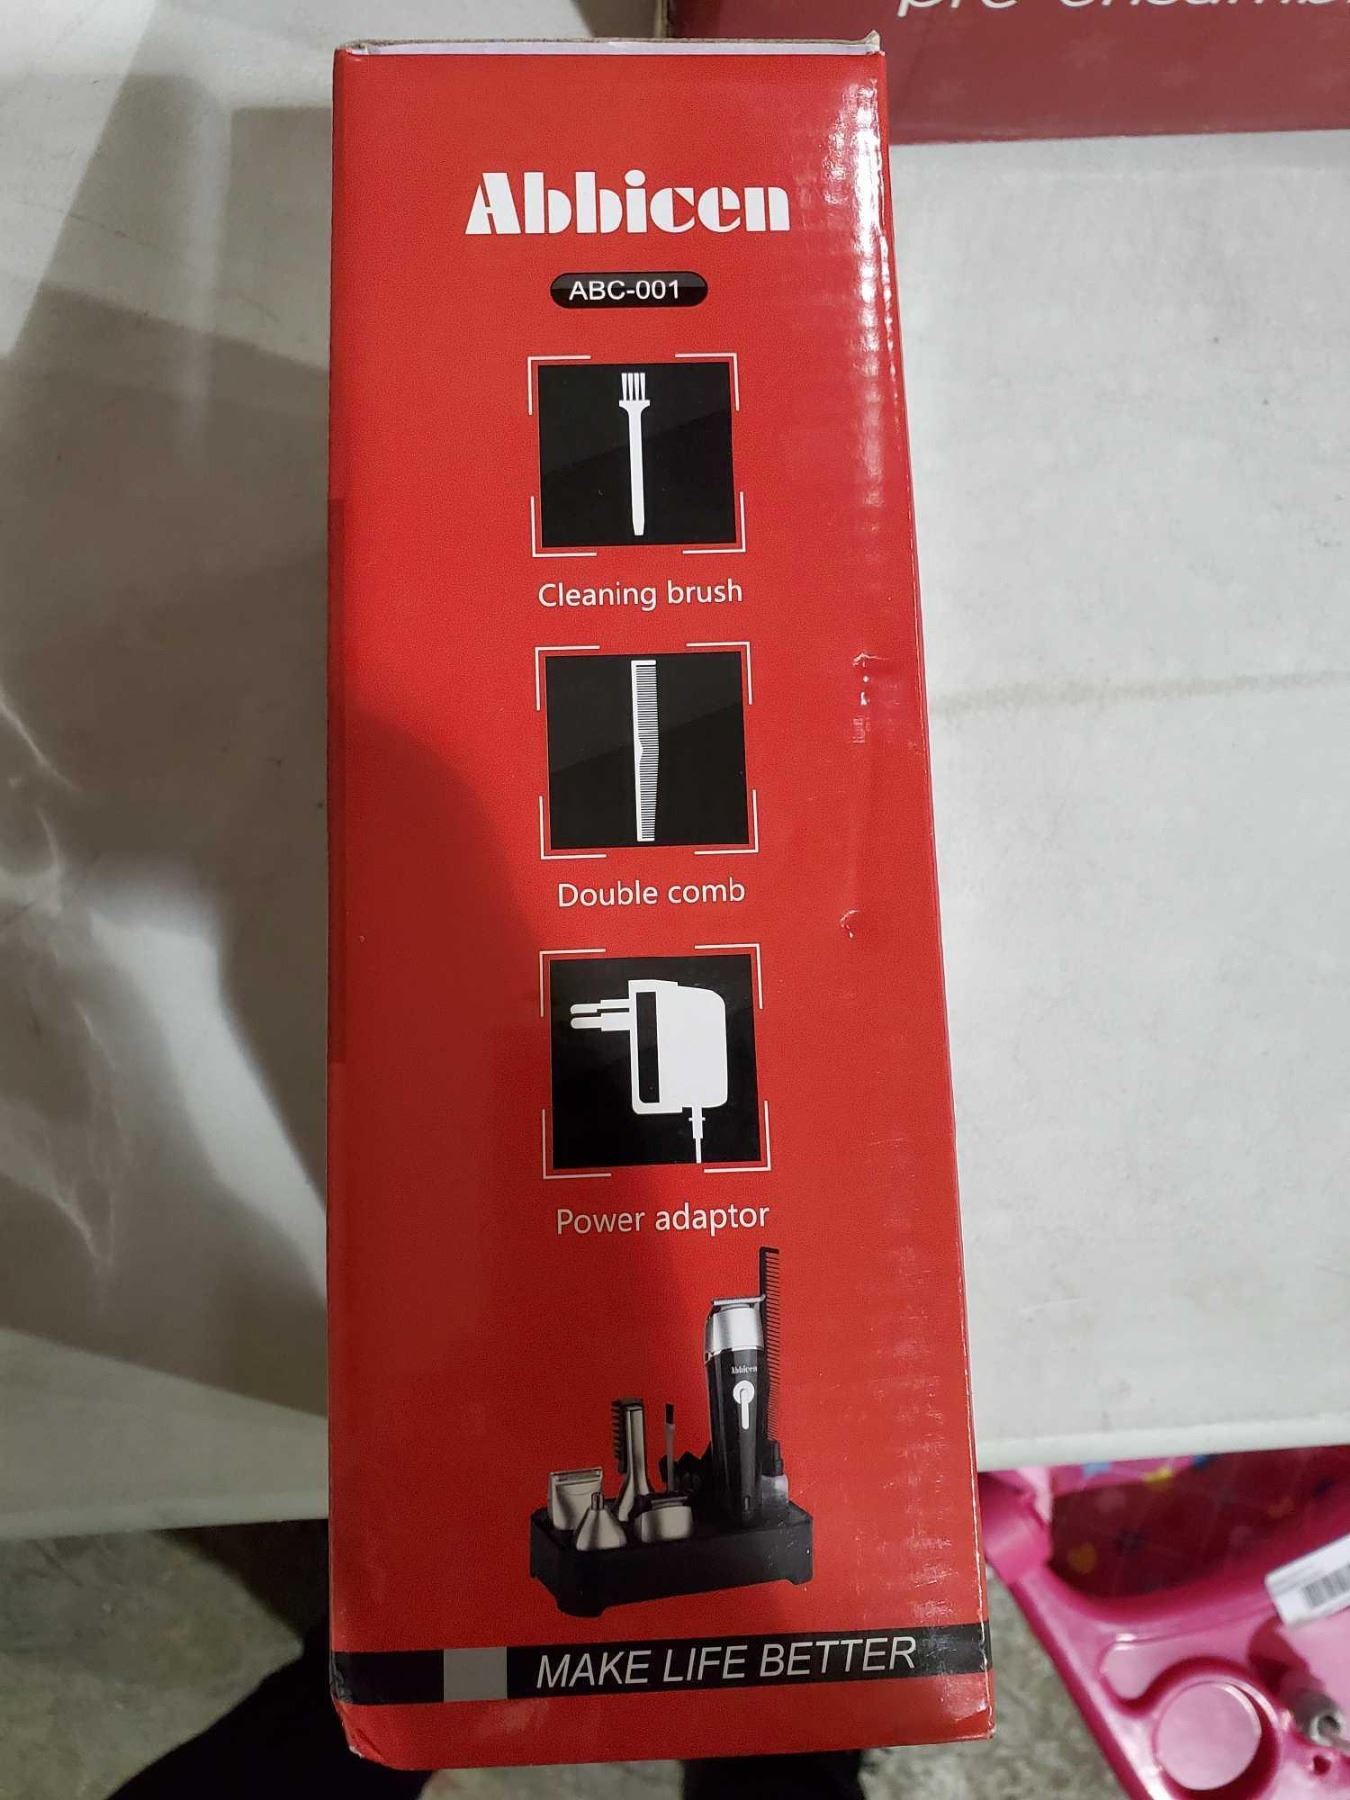 Abbicen
ABC-001
Cleaning brush
Double comb
Power adaptor
Abbicen
MAKE LIFE BETTER